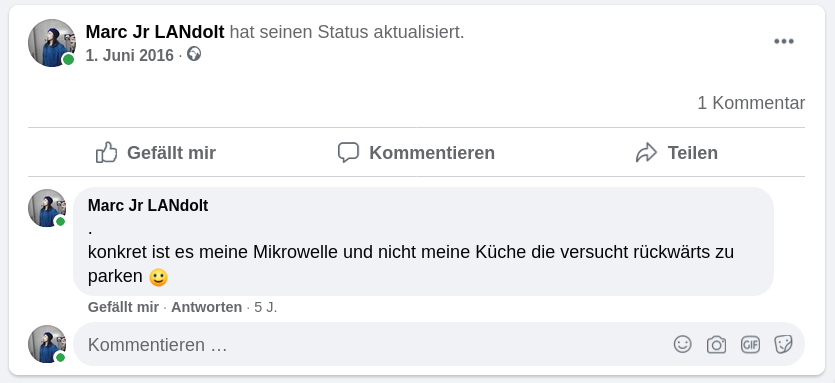 Marc Jr LANdolt hat seinen Status aktualisiert.
1. Juni 2016 ·
1 Kommentar
Gefällt mir Kommentieren Teilen
Marc Jr LANdolt
.
konkret ist es meine Mikrowelle und nicht meine Küche die versucht rückwärts zu
parken 🙂
Gefällt mir · Antworten · 5 J.
Kommentieren … GIF